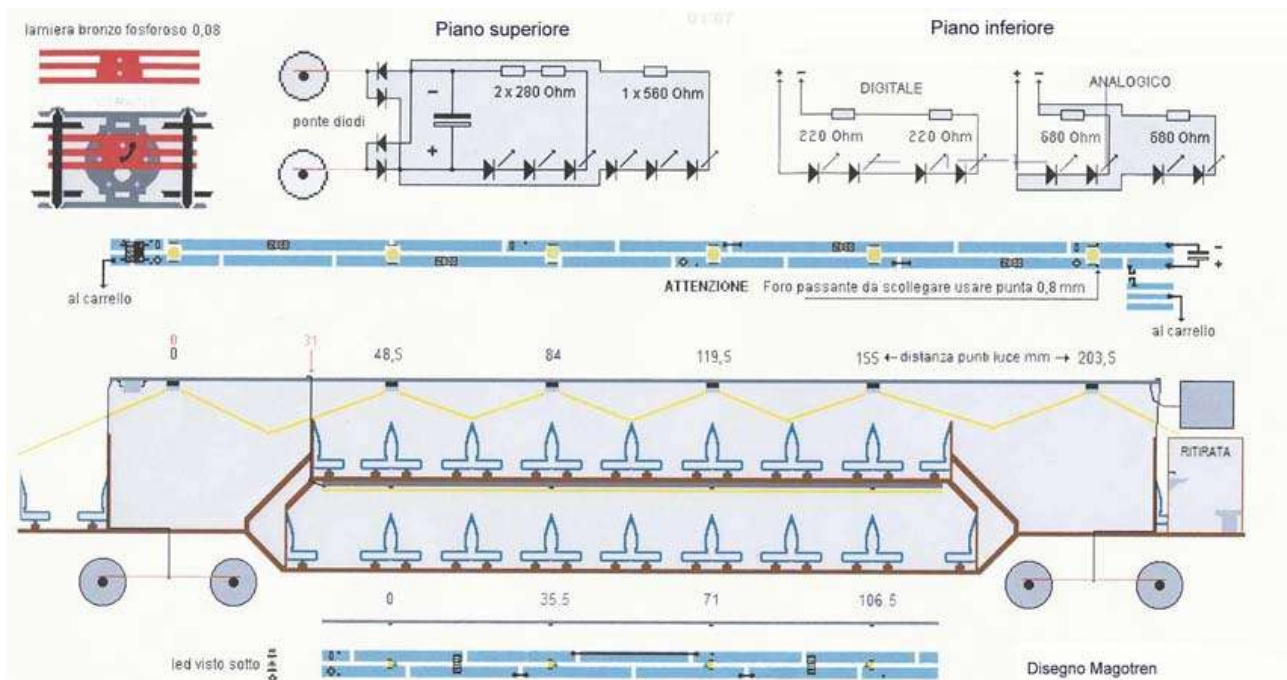 lamiera bronzo fosforoso 0,08
Piano superiore
Piano inferiore
ponte diodi
2 x 280 Ohm
1 x 560 Ohm
DIGITALE
ANALOGICO
220 Ohm
220 Ohm
680 Ohm
680 Ohm
al carrello
ATTENZIONE Foro passante da scollegare usare punta 0,8 mm
al carrello
0
31
0
48,5
84
119,5
155
distanza punti luce mm
203,5
RITIRATA
0
35.5
71
106,5
led visto sotto
Disegno Magotren